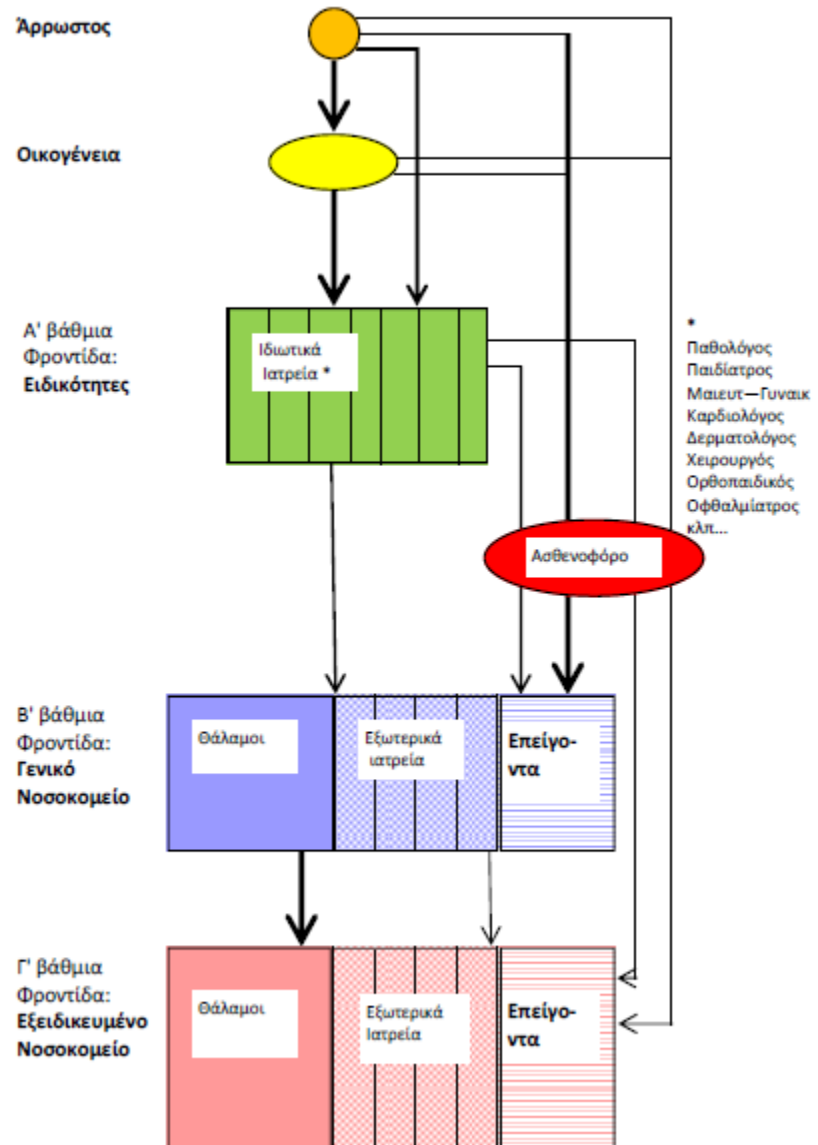 Άρρωστος
Οικογένεια
Α' βάθμια
Φροντίδα:
Ειδικότητες
Ιδιωτικά
Ιατρεία *
*
Παθολόγος
Παιδίατρος
Μαιευτ—Γυναικ
Καρδιολόγος
Δερματολόγος
Χειρουργός
Ορθοπαιδικός
Οφθαλμίατρος
κλπ...
Ασθενοφόρο
Β' βάθμια
Φροντίδα:
Γενικό
Νοσοκομείο
Θάλαμοι
Εξωτερικά
ιατρεία
Επείγο-
ντα
Γ' βάθμια
Φροντίδα:
Εξειδικευμένο
Νοσοκομείο
Θάλαμοι
Εξωτερικά
Ιατρεία
Επείγο-
ντα